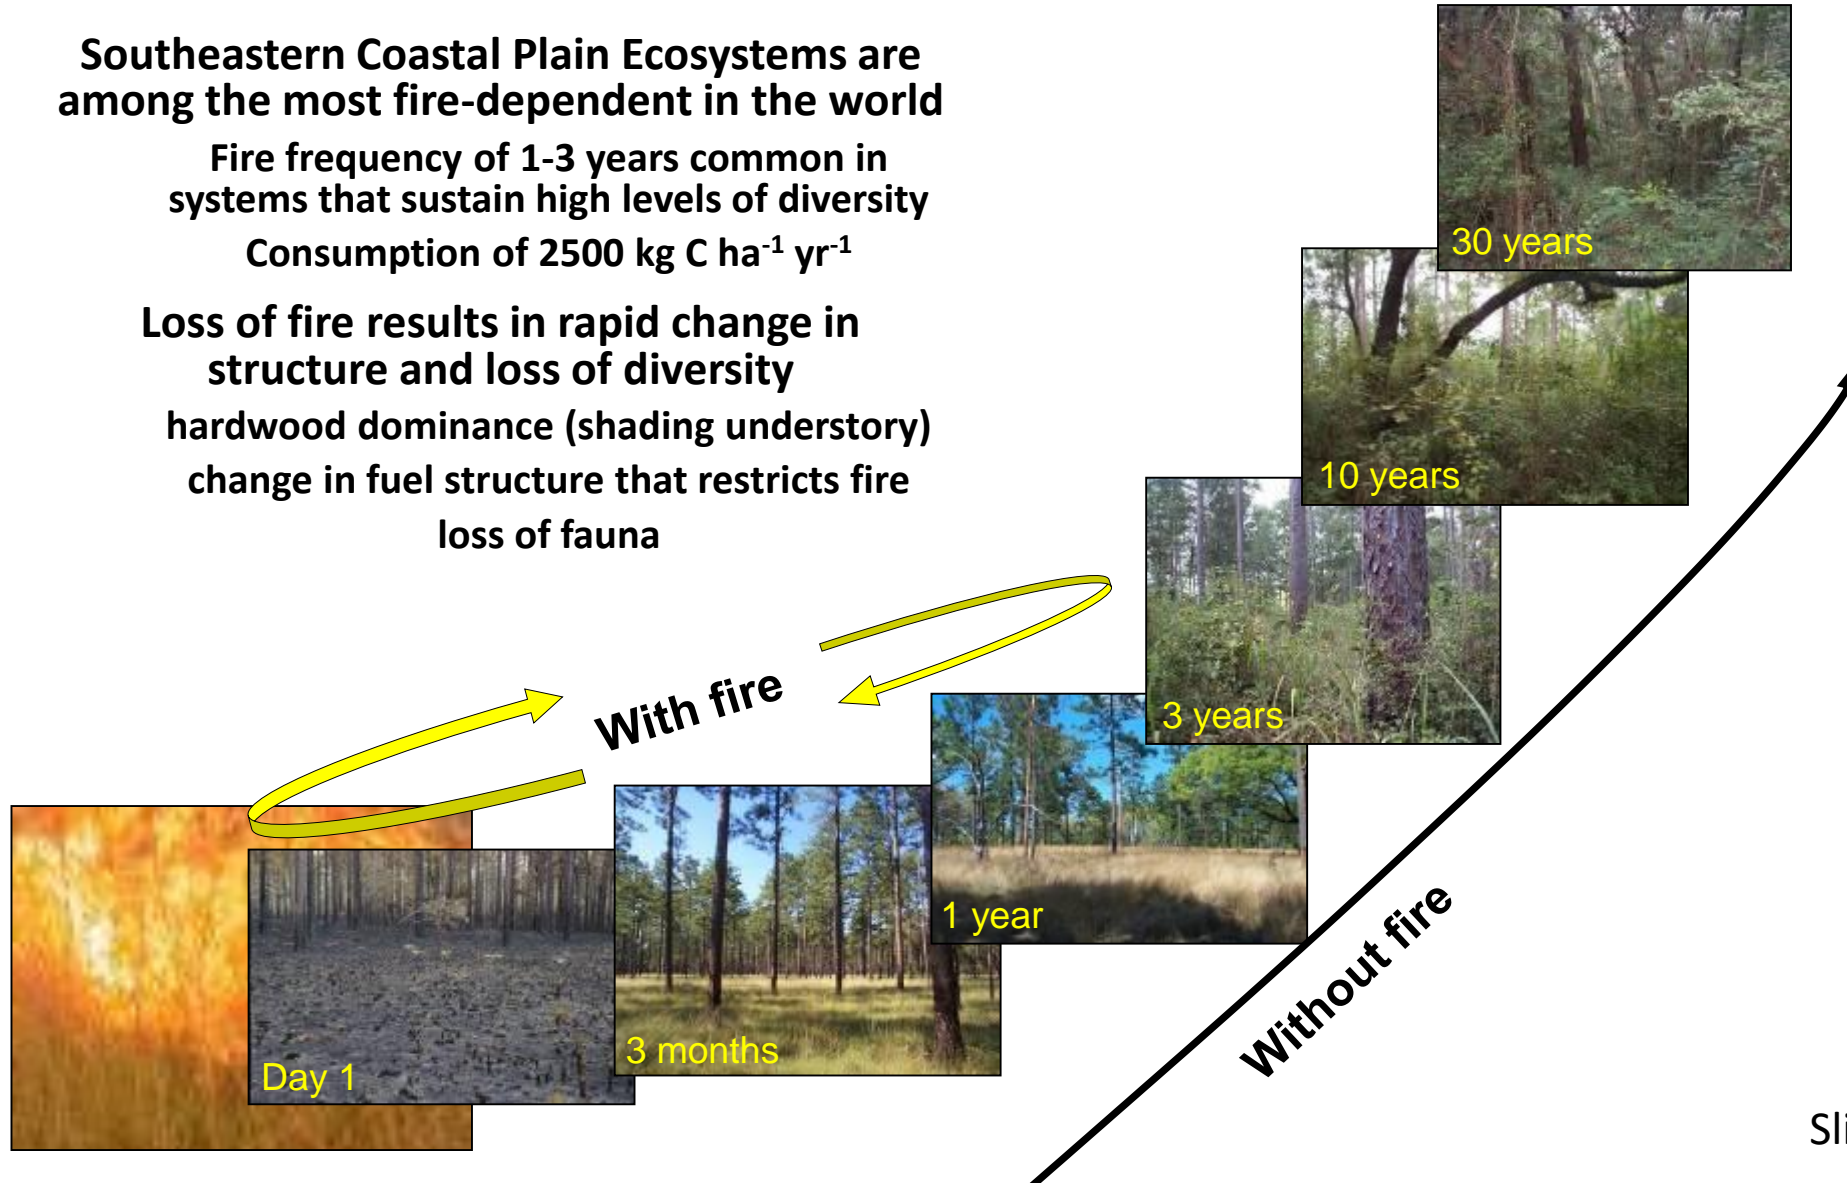 Southeastern Coastal Plain Ecosystems are
among the most fire-dependent in the world
Fire frequency of 1-3 years common in
systems that sustain high levels of diversity
Consumption of 2500 kg C ha⁻¹ yr⁻¹
Loss of fire results in rapid change in
structure and loss of diversity
hardwood dominance (shading understory)
change in fuel structure that restricts fire
loss of fauna
30 years
10 years
3 years
With fire
1 year
3 months
Day 1
Without fire